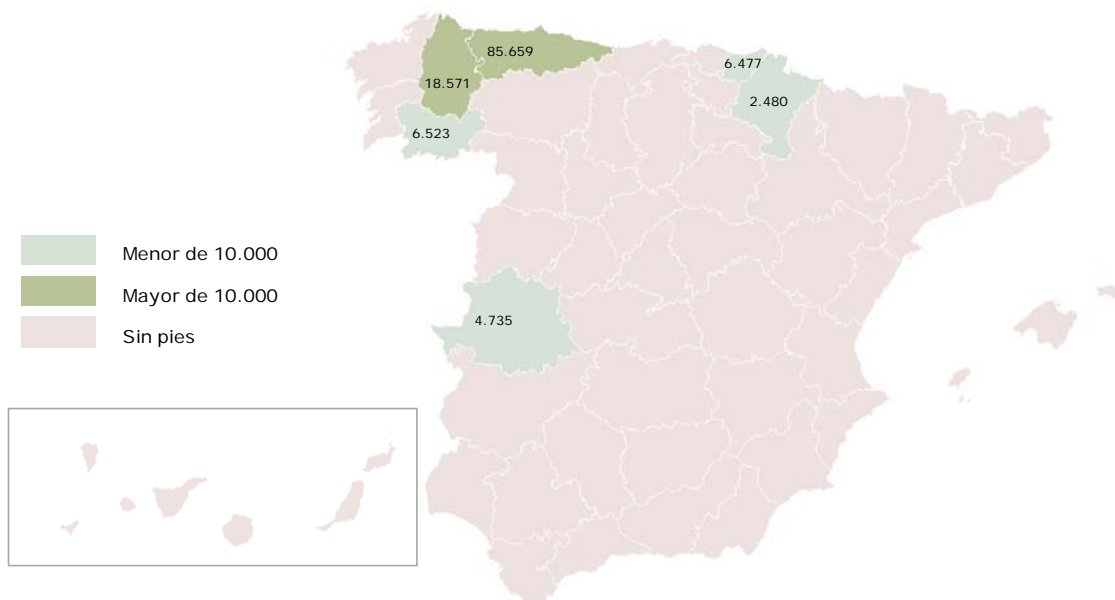 85.659
6.477
18.571
2.480
6.523
Menor de 10.000
Mayor de 10.000
4.735
Sin pies